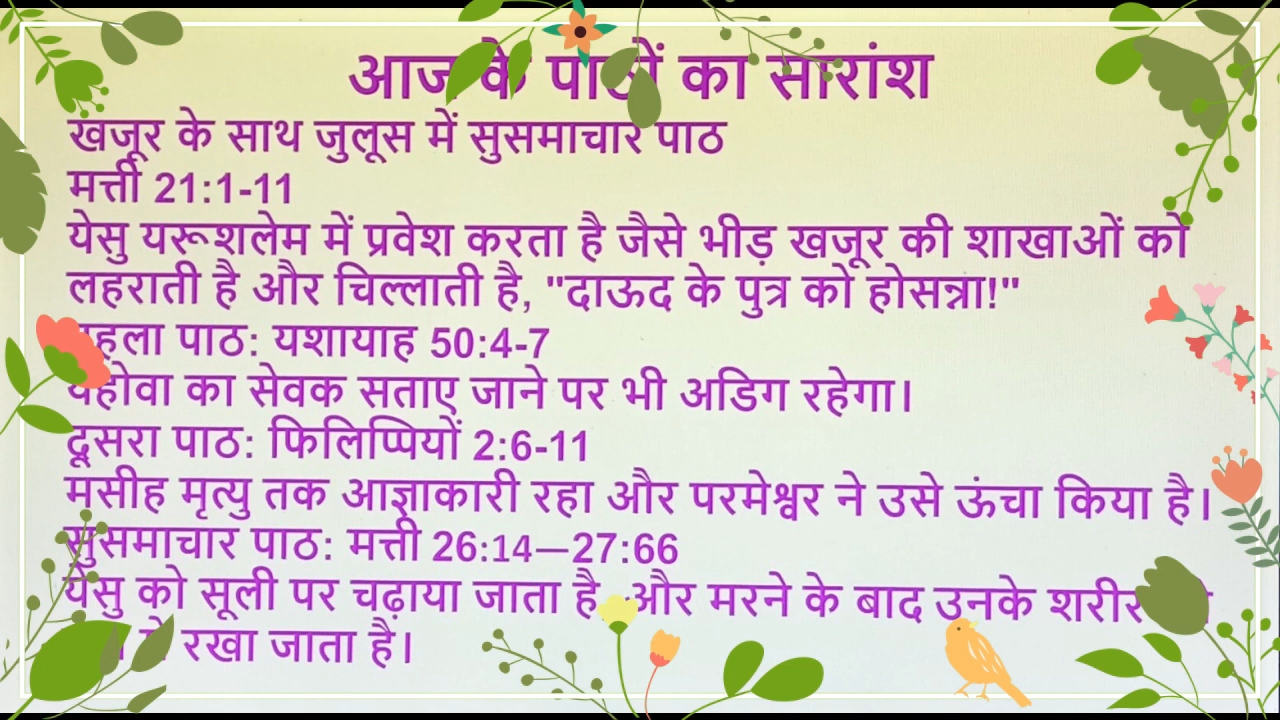 आज के पाठों का सारांश
खजूर के साथ जुलूस में सुसमाचार पाठ
मत्ती 21:1-11
येसु यरूशलेम में प्रवेश करता है जैसे भीड़ खजूर की शाखाओं को
लहराती है और चिल्लाती है, "दाऊद के पुत्र को होसन्ना!"
पहला पाठ: यशायाह 50:4-7
यहोवा का सेवक सताए जाने पर भी अडिग रहेगा।
दूसरा पाठ: फिलिप्पियों 2:6-11
मसीह मृत्यु तक आज्ञाकारी रहा और परमेश्वर ने उसे ऊंचा किया है।
सुसमाचार पाठ: मत्ती 26:14—27:66
येसु को सूली पर चढ़ाया जाता है, और मरने के बाद उनके शरीर
रखा जाता है।